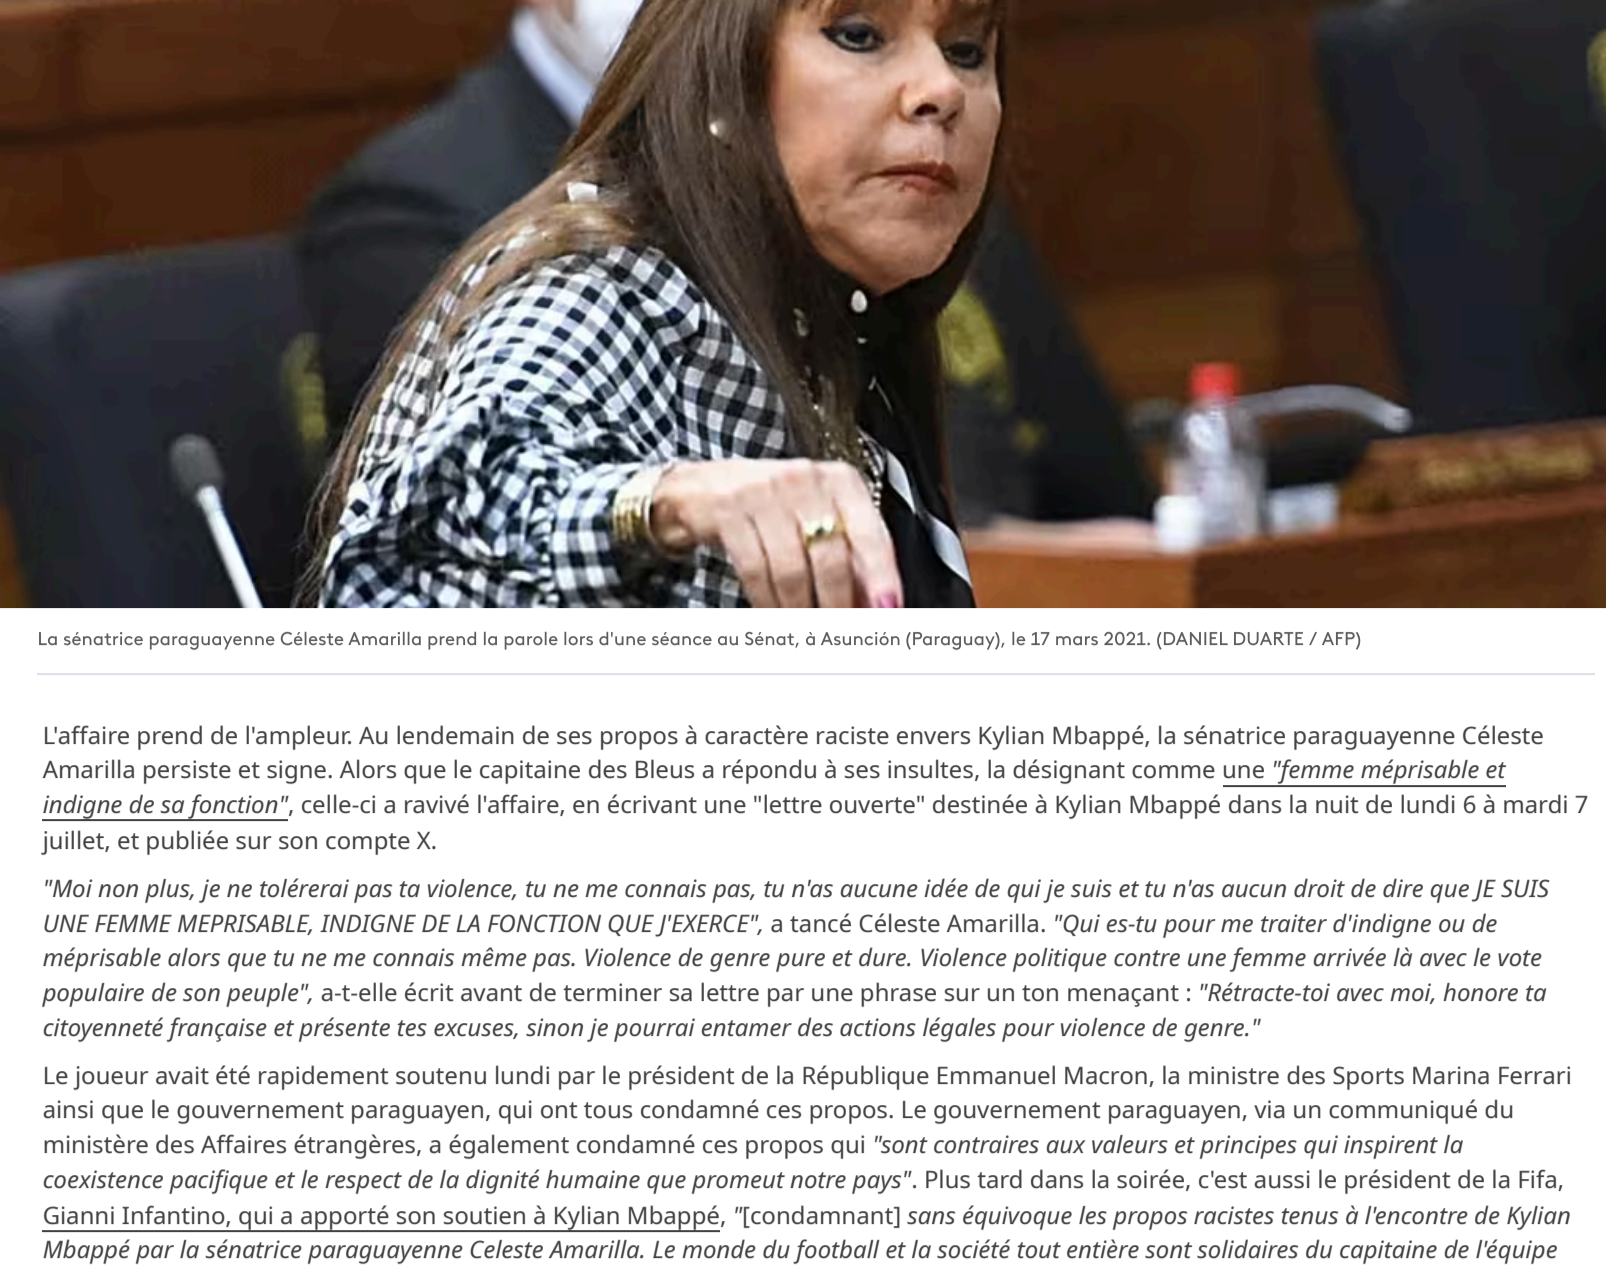 La sénatrice paraguayenne Céleste Amarilla prend la parole lors d'une séance au Sénat, à Asunción (Paraguay), le 17 mars 2021. (DANIEL DUARTE / AFP)
L'affaire prend de l'ampleur. Au lendemain de ses propos à caractère raciste envers Kylian Mbappé, la sénatrice paraguayenne Céleste
Amarilla persiste et signe. Alors que le capitaine des Bleus a répondu à ses insultes, la désignant comme une "femme méprisable et
indigne de sa fonction", celle-ci a ravivé l'affaire, en écrivant une "lettre ouverte" destinée à Kylian Mbappé dans la nuit de lundi 6 à mardi 7
juillet, et publiée sur son compte X.
"Moi non plus, je ne tolérerai pas ta violence, tu ne me connais pas, tu n'as aucune idée de qui je suis et tu n'as aucun droit de dire que JE SUIS
UNE FEMME MEPRISABLE, INDIGNE DE LA FONCTION QUE J'EXERCE", a tancé Céleste Amarilla. "Qui es-tu pour me traiter d'indigne ou de
méprisable alors que tu ne me connais même pas. Violence de genre pure et dure. Violence politique contre une femme arrivée là avec le vote
populaire de son peuple", a-t-elle écrit avant de terminer sa lettre par une phrase sur un ton menaçant : "Rétracte-toi avec moi, honore ta
citoyenneté française et présente tes excuses, sinon je pourrai entamer des actions légales pour violence de genre."
Le joueur avait été rapidement soutenu lundi par le président de la République Emmanuel Macron, la ministre des Sports Marina Ferrari
ainsi que le gouvernement paraguayen, qui ont tous condamné ces propos. Le gouvernement paraguayen, via un communiqué du
ministère des Affaires étrangères, a également condamné ces propos qui "sont contraires aux valeurs et principes qui inspirent la
coexistence pacifique et le respect de la dignité humaine que promeut notre pays". Plus tard dans la soirée, c'est aussi le président de la Fifa,
Gianni Infantino, qui a apporté son soutien à Kylian Mbappé, "[condamnant] sans équivoque les propos racistes tenus à l'encontre de Kylian
Mbappé par la sénatrice paraguayenne Celeste Amarilla. Le monde du football et la société tout entière sont solidaires du capitaine de l'équipe